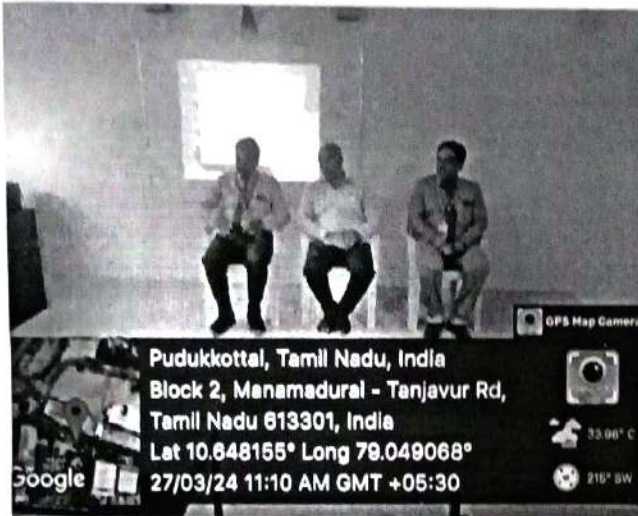 GPS Map Camera
Pudukkottai, Tamil Nadu, India
Block 2, Manamadurai - Tanjavur Rd,
Tamil Nadu 613301, India
Lat 10.648155° Long 79.049068°
27/03/24 11:10 AM GMT +05:30
Google
33.96° C
215° SW